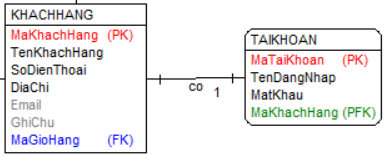 KHACHHANG
MaKhachHang (PK)
TenKhachHang
SoDienThoai
DiaChi
Email
GhiChu
MaGioHang (FK)
co 1
TAIKHOAN
MaTaiKhoan (PK)
TenDangNhap
MatKhau
MaKhachHang (PFK)